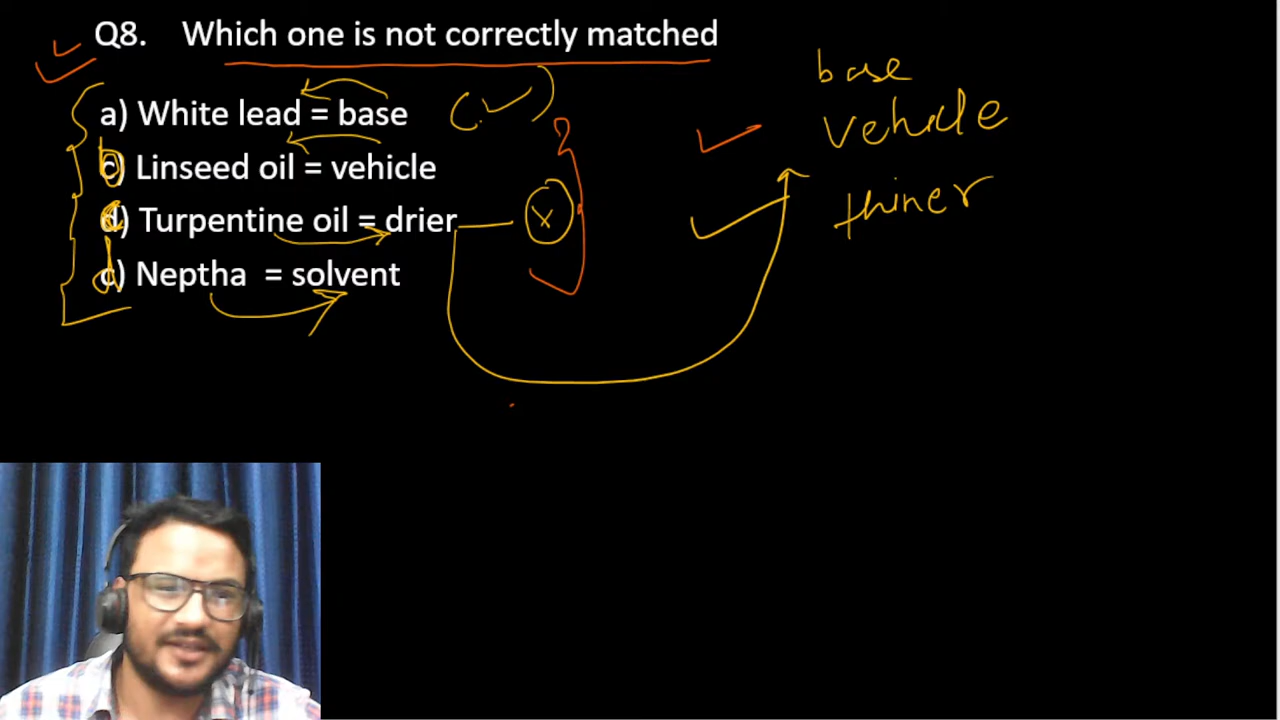 Q8. Which one is not correctly matched
a) White lead = base
b) Linseed oil = vehicle
c) Turpentine oil = drier
d) Neptha = solvent
base
vehicle
thiner